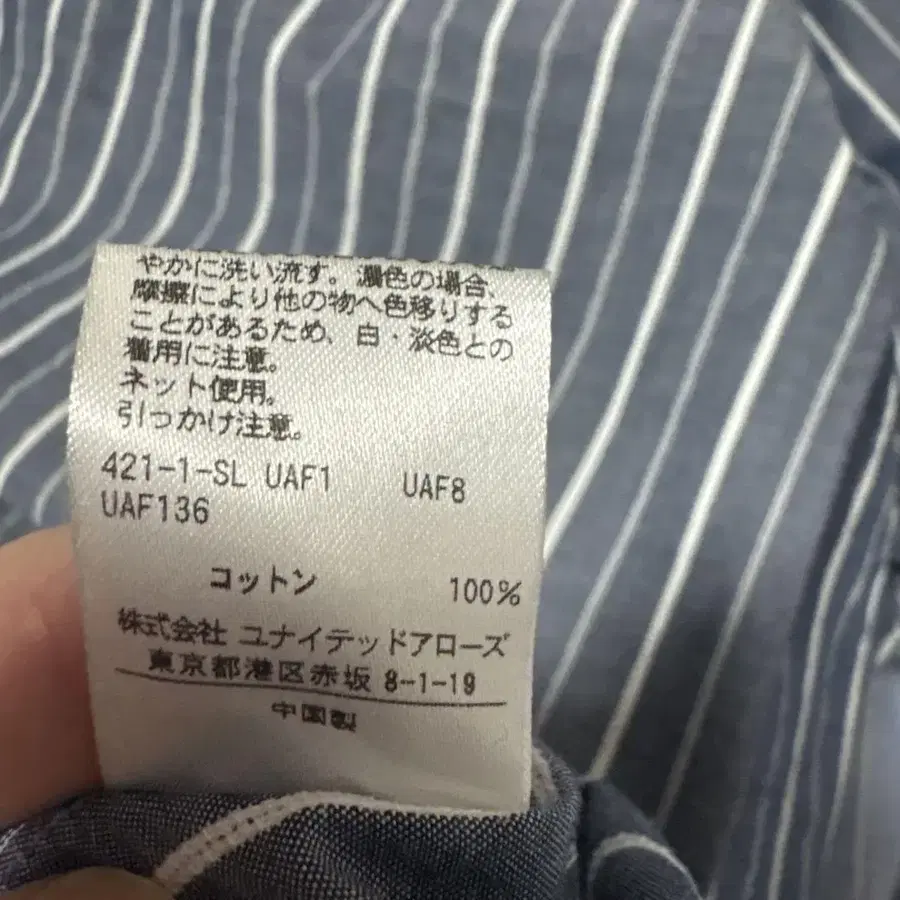 やかに洗い流す。濃色の場合、
摩擦により他の物へ色移りする
ことがあるため、白・淡色との
着用に注意。
ネット使用。
引っかけ注意。
421-1-SL UAF1 UAF8
UAF136
コットン 100%
株式会社 ユナイテッドアローズ
東京都港区赤坂 8-1-19
中国製